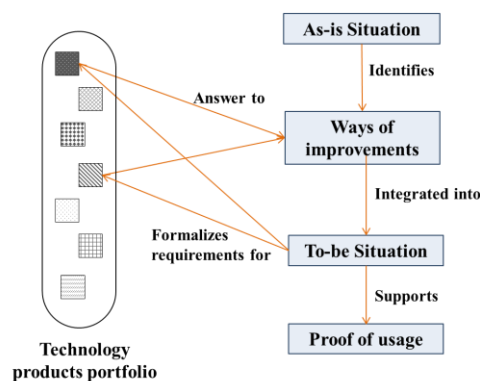 As-is Situation
Identifies
Answer to
Ways of
improvements
Integrated into
Formalizes
requirements for
To-be Situation
Supports
Proof of usage
Technology
products portfolio